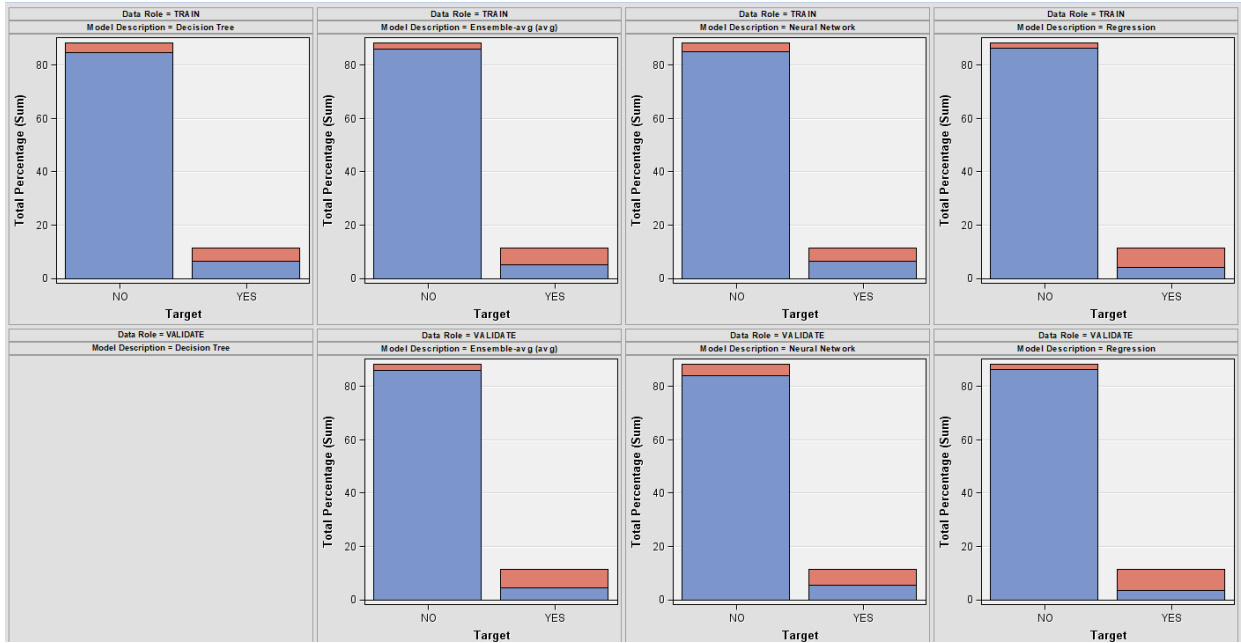 Data Role = TRAIN
Model Description = Decision Tree
Total Percentage (Sum)
80
60
40
20
0
NO YES
Target
Data Role = TRAIN
Model Description = Ensemble-avg (avg)
Total Percentage (Sum)
80
60
40
20
0
NO YES
Target
Data Role = TRAIN
Model Description = Neural Network
Total Percentage (Sum)
80
60
40
20
0
NO YES
Target
Data Role = TRAIN
Model Description = Regression
Total Percentage (Sum)
80
60
40
20
0
NO YES
Target
Data Role = VALIDATE
Model Description = Decision Tree
Data Role = VALIDATE
Model Description = Ensemble-avg (avg)
Total Percentage (Sum)
80
60
40
20
0
NO YES
Target
Data Role = VALIDATE
Model Description = Neural Network
Total Percentage (Sum)
80
60
40
20
0
NO YES
Target
Data Role = VALIDATE
Model Description = Regression
Total Percentage (Sum)
80
60
40
20
0
NO YES
Target